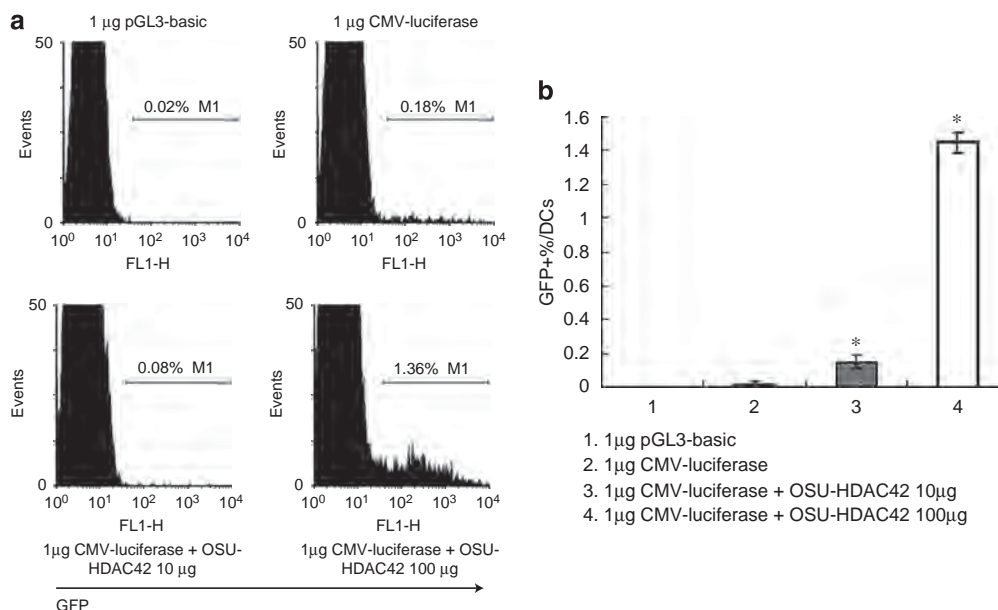 a
1 µg pGL3-basic
1 µg CMV-luciferase
50
Events
0
0.02% M1
10⁰ 10¹ 10² 10³ 10⁴
FL1-H
50
Events
0
0.18% M1
10⁰ 10¹ 10² 10³ 10⁴
FL1-H
50
Events
0
0.08% M1
10⁰ 10¹ 10² 10³ 10⁴
FL1-H
1µg CMV-luciferase + OSU-
HDAC42 10 µg
50
Events
0
1.36% M1
10⁰ 10¹ 10² 10³ 10⁴
FL1-H
1µg CMV-luciferase + OSU-
HDAC42 100 µg
GFP
b
GFP+%/DCs
1.6
1.4
1.2
1
0.8
0.6
0.4
0.2
0
*
*
1 2 3 4
1. 1µg pGL3-basic
2. 1µg CMV-luciferase
3. 1µg CMV-luciferase + OSU-HDAC42 10µg
4. 1µg CMV-luciferase + OSU-HDAC42 100µg